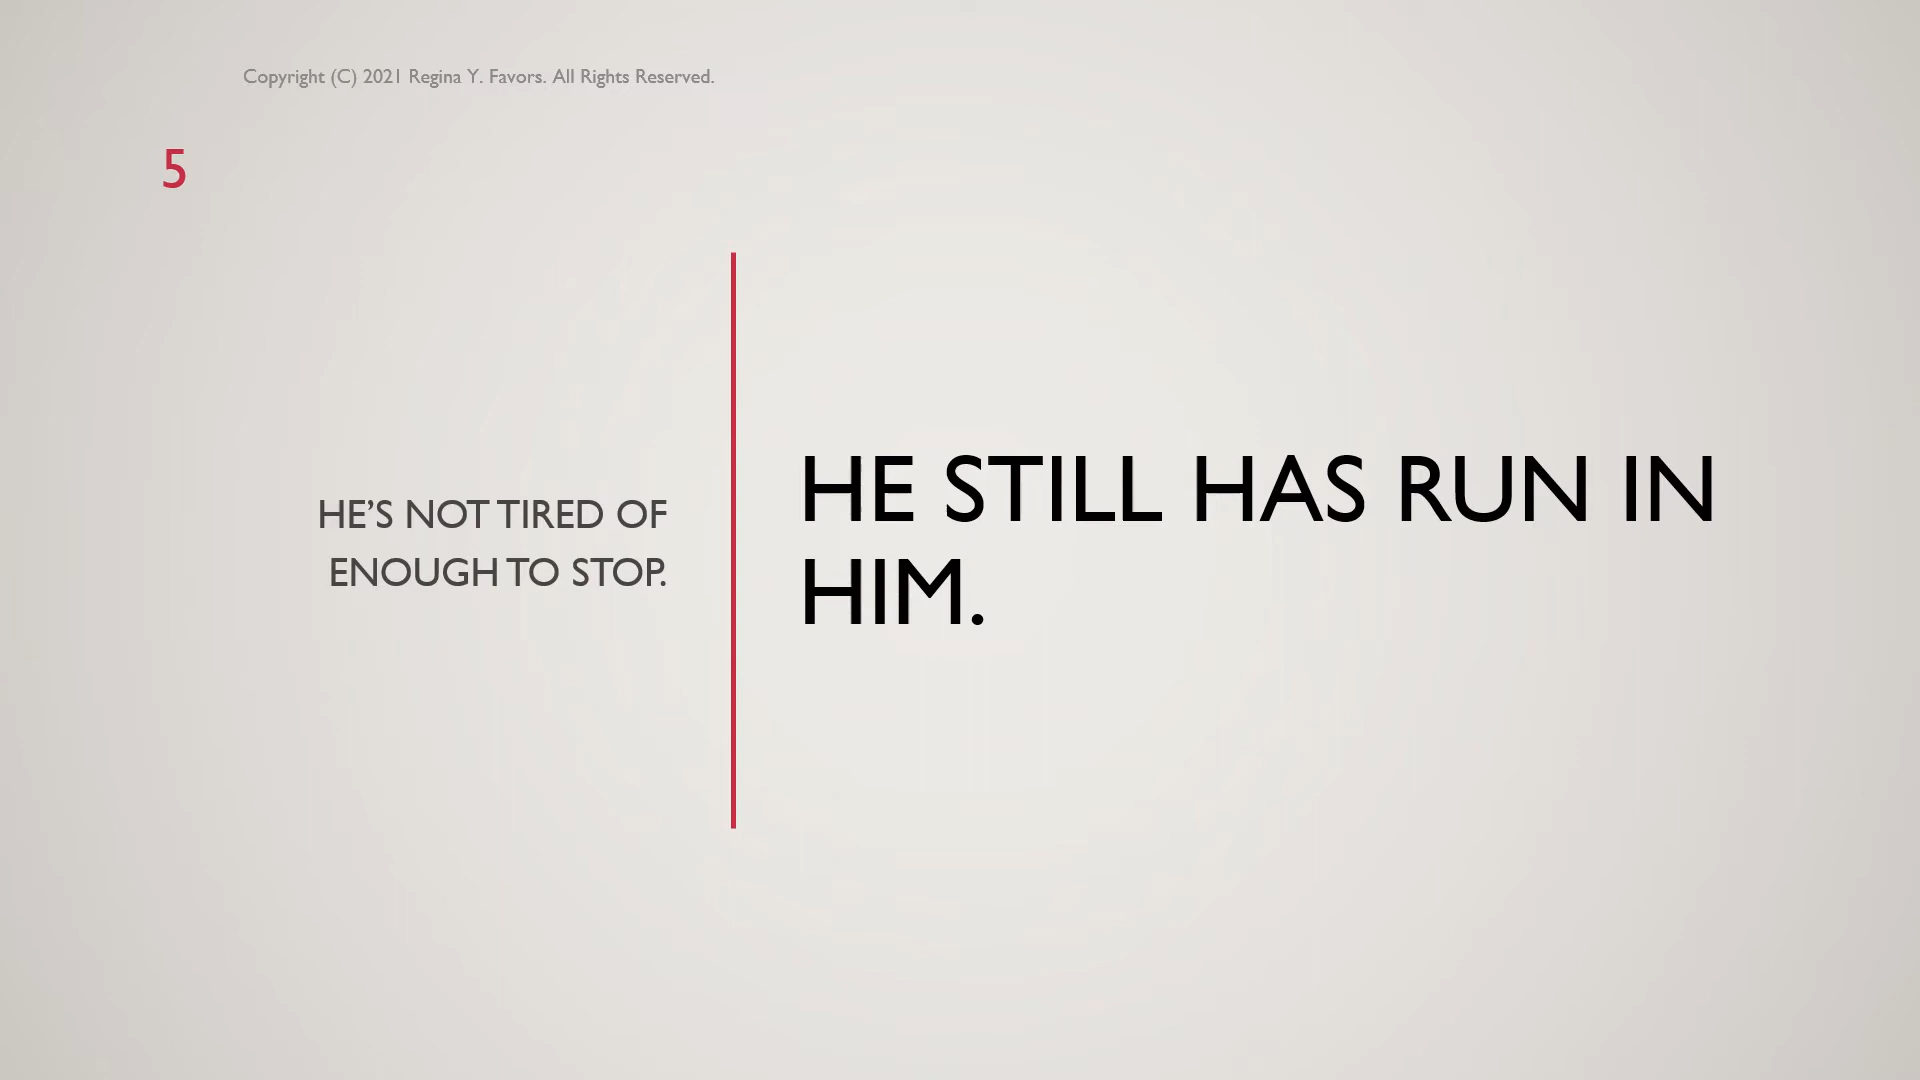 Copyright (C) 2021 Regina Y. Favors. All Rights Reserved.
5
HE’S NOT TIRED OF
ENOUGH TO STOP.
HE STILL HAS RUN IN
HIM.